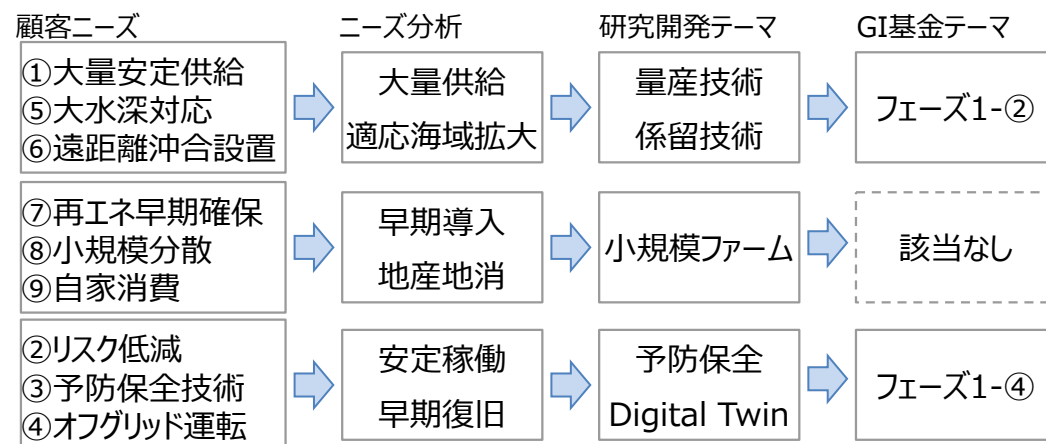 顧客ニーズ
ニーズ分析
研究開発テーマ
GI基金テーマ
①大量安定供給
⑤大水深対応
⑥遠距離沖合設置
大量供給
適応海域拡大
量産技術
係留技術
フェーズ1-②
⑦再エネ早期確保
⑧小規模分散
⑨自家消費
早期導入
地産地消
小規模ファーム
該当なし
②リスク低減
③予防保全技術
④オフグリッド運転
安定稼働
早期復旧
予防保全
Digital Twin
フェーズ1-④